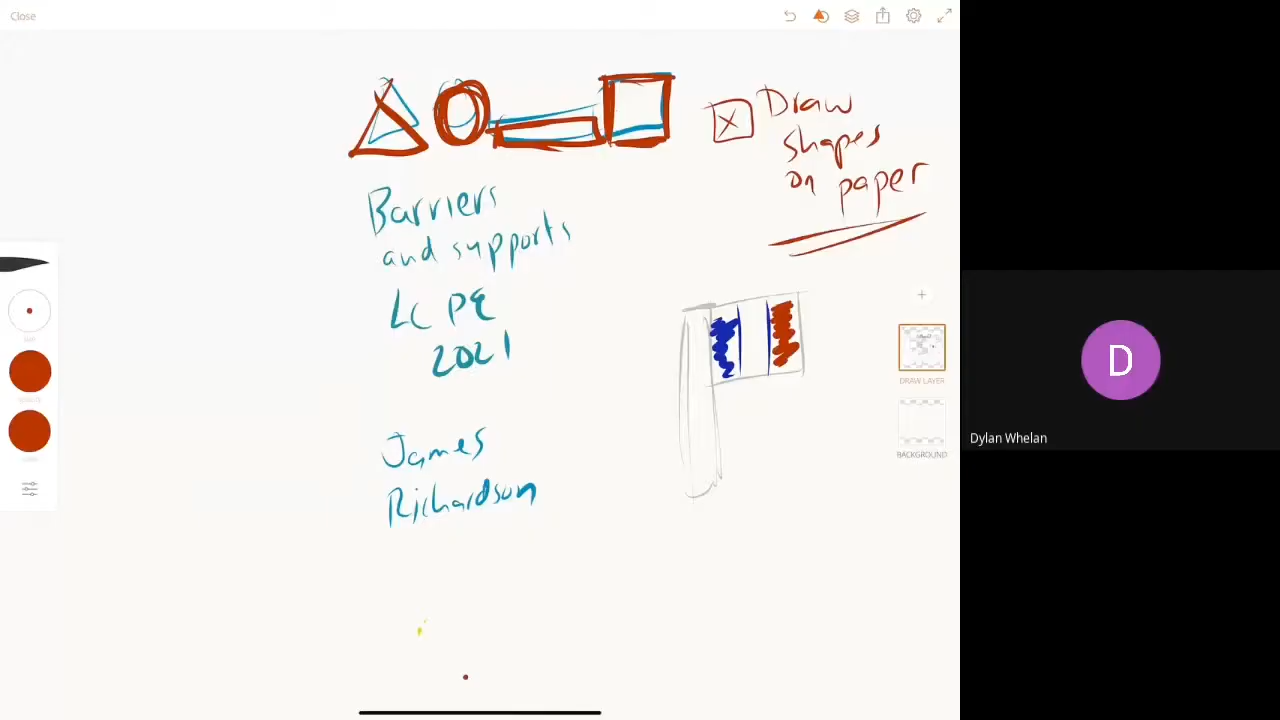 Close
Draw
shapes
on paper
Barriers
and supports
LC PE
2021
James
Richardson
DRAW LAYER
BACKGROUND
D
Dylan Whelan